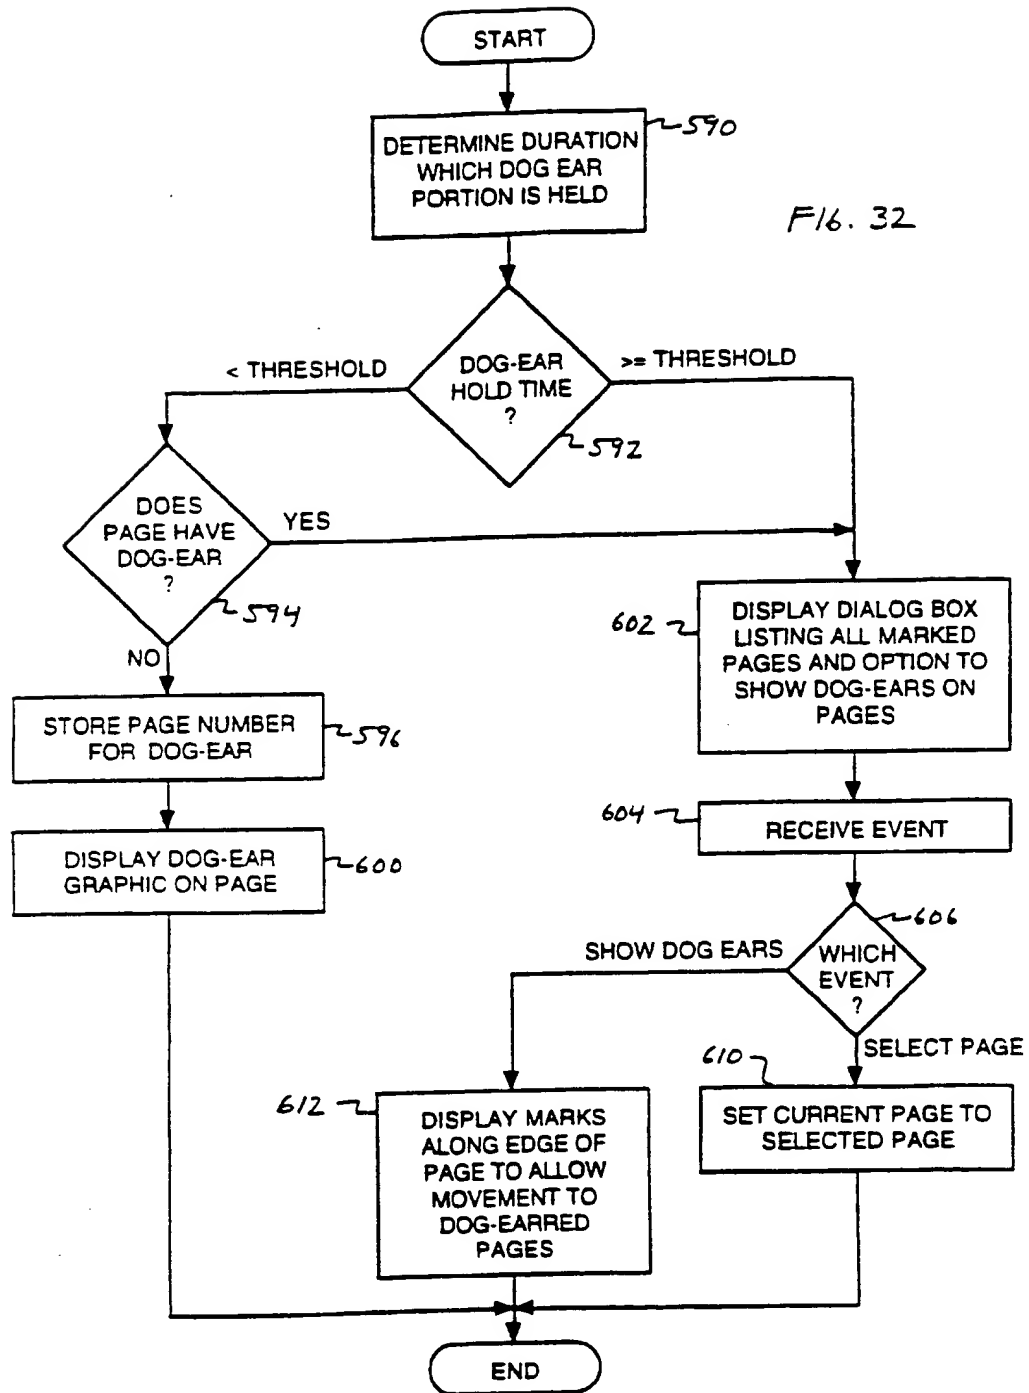 START
DETERMINE DURATION
WHICH DOG EAR
PORTION IS HELD
590
FIG. 32
DOG-EAR
HOLD TIME
?
592
< THRESHOLD
>= THRESHOLD
DOES
PAGE HAVE
DOG-EAR
?
594
YES
NO
STORE PAGE NUMBER
FOR DOG-EAR
596
DISPLAY DOG-EAR
GRAPHIC ON PAGE
600
602
DISPLAY DIALOG BOX
LISTING ALL MARKED
PAGES AND OPTION TO
SHOW DOG-EARS ON
PAGES
604
RECEIVE EVENT
606
WHICH
EVENT
?
SHOW DOG EARS
SELECT PAGE
610
SET CURRENT PAGE TO
SELECTED PAGE
612
DISPLAY MARKS
ALONG EDGE OF
PAGE TO ALLOW
MOVEMENT TO
DOG-EARRED
PAGES
END